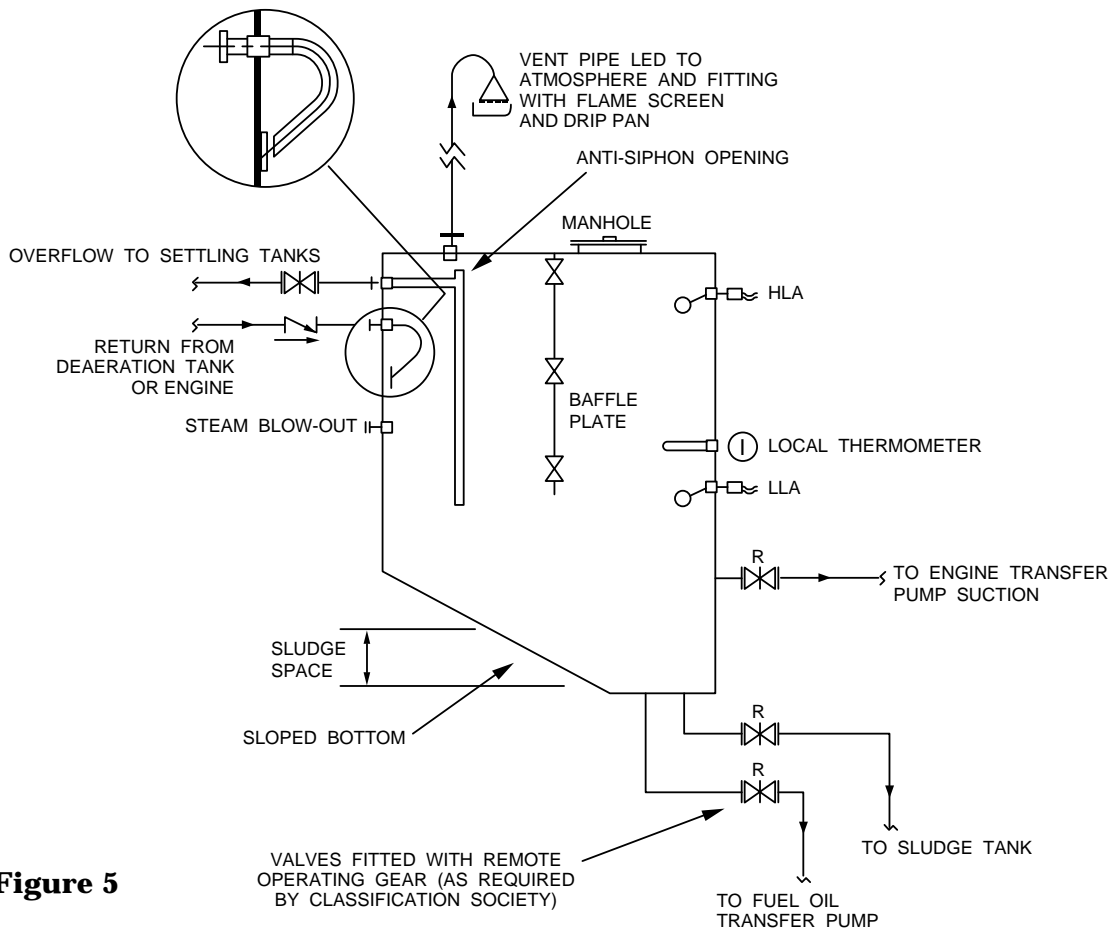 VENT PIPE LED TO
ATMOSPHERE AND FITTING
WITH FLAME SCREEN
AND DRIP PAN
ANTI-SIPHON OPENING
MANHOLE
OVERFLOW TO SETTLING TANKS
HLA
RETURN FROM
DEAERATION TANK
OR ENGINE
BAFFLE
PLATE
STEAM BLOW-OUT
I
LOCAL THERMOMETER
LLA
R
TO ENGINE TRANSFER
PUMP SUCTION
SLUDGE
SPACE
SLOPED BOTTOM
R
R
TO SLUDGE TANK
VALVES FITTED WITH REMOTE
OPERATING GEAR (AS REQUIRED
BY CLASSIFICATION SOCIETY)
TO FUEL OIL
TRANSFER PUMP
Figure 5